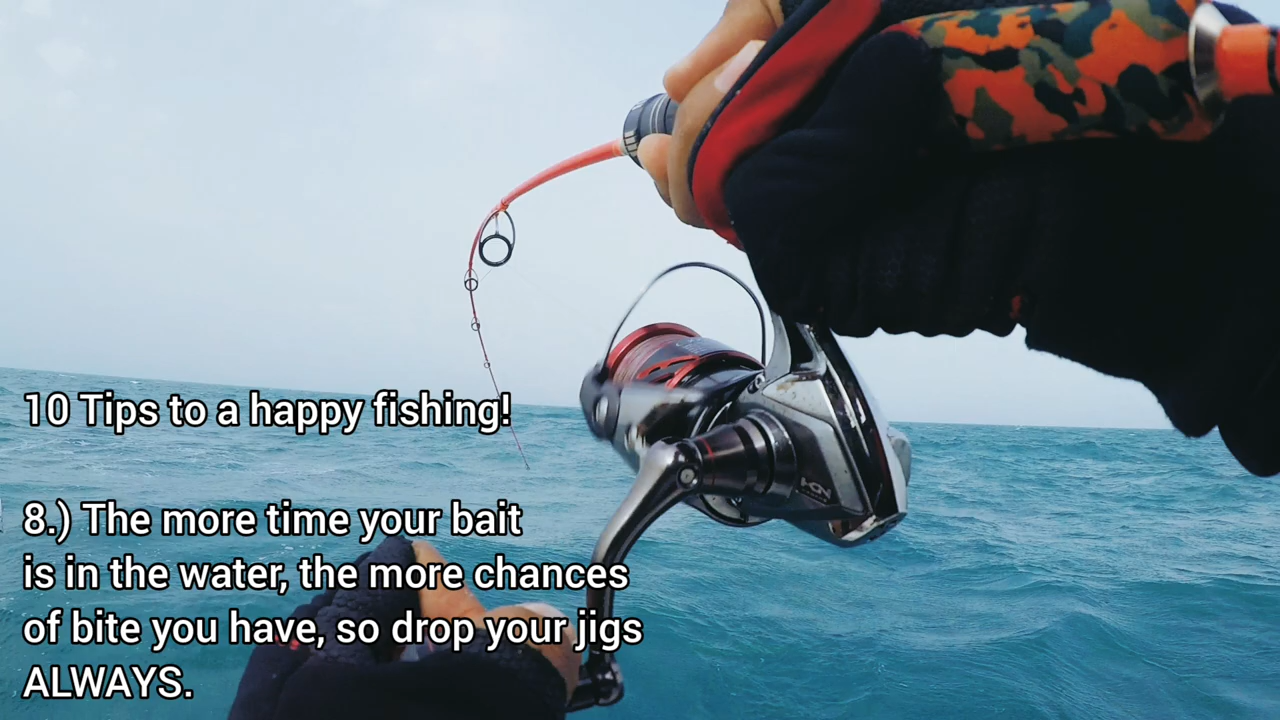 10 Tips to a happy fishing!
8.) The more time your bait
is in the water, the more chances
of bite you have, so drop your jigs
ALWAYS.